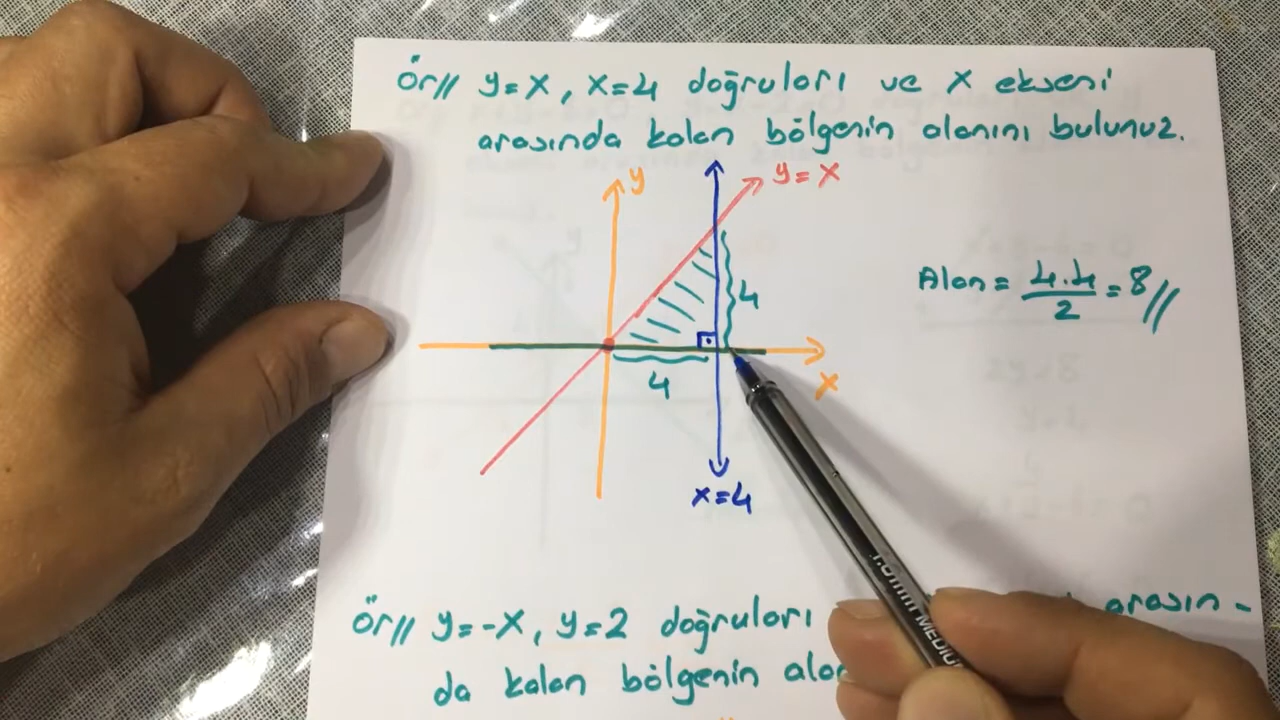 Ör// y=x, x=4 doğruları ve x ekseni
arasında kalan bölgenin alanını bulunuz.
y
y=x
Alan = 4.4/2 = 8//
4
4
x
x=4
Ör// y=-x, y=2 doğruları arasın-
da kalan bölgenin